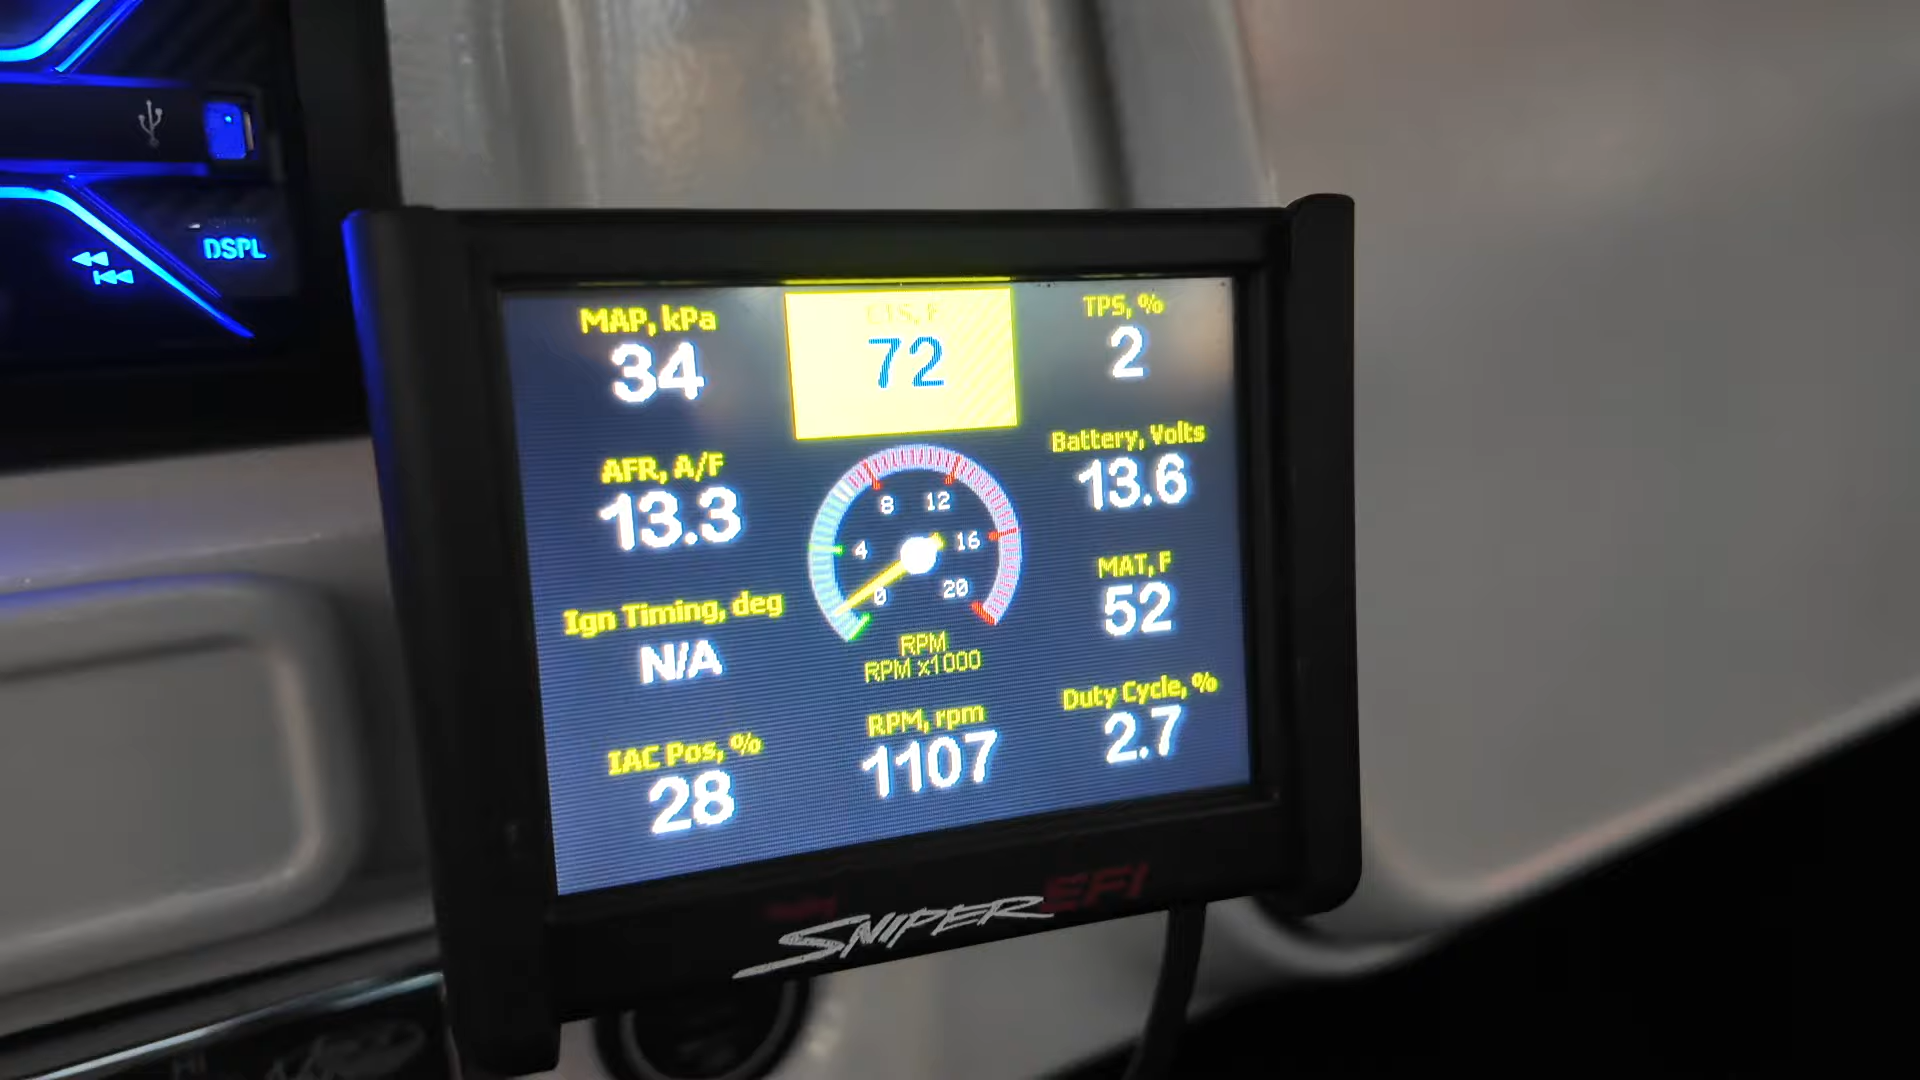 DSPL
MAP, kPa
34
CTS, F
72
TPS, %
2
AFR, A/F
13.3
Battery, Volts
13.6
0 4 8 12 16 20
RPM
RPM x1000
Ign Timing, deg
N/A
MAT, F
52
IAC Pos, %
28
RPM, rpm
1107
Duty Cycle, %
2.7
SNIPER EFI